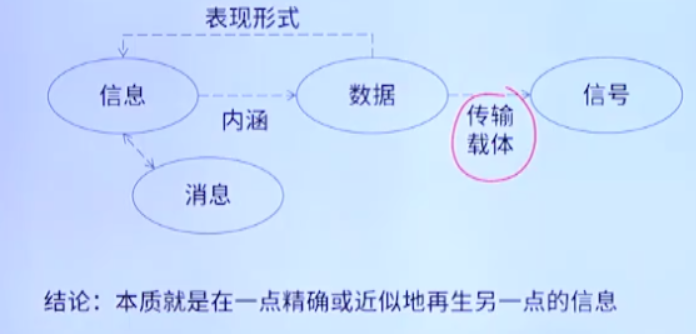 表现形式
信息
内涵
数据
传输
载体
信号
消息
结论：本质就是在一点精确或近似地再生另一点的信息